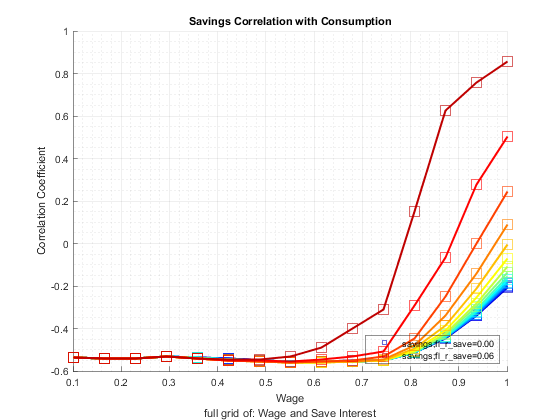 Savings Correlation with Consumption
1
0.8
0.6
0.4
0.2
0
-0.2
-0.4
-0.6
Correlation Coefficient
savings;fl_r_save=0.00
savings;fl_r_save=0.06
0.1 0.2 0.3 0.4 0.5 0.6 0.7 0.8 0.9 1
Wage
full grid of: Wage and Save Interest